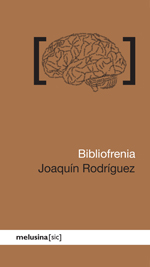 Bibliofrenia
Joaquín Rodríguez
melusina[sic]